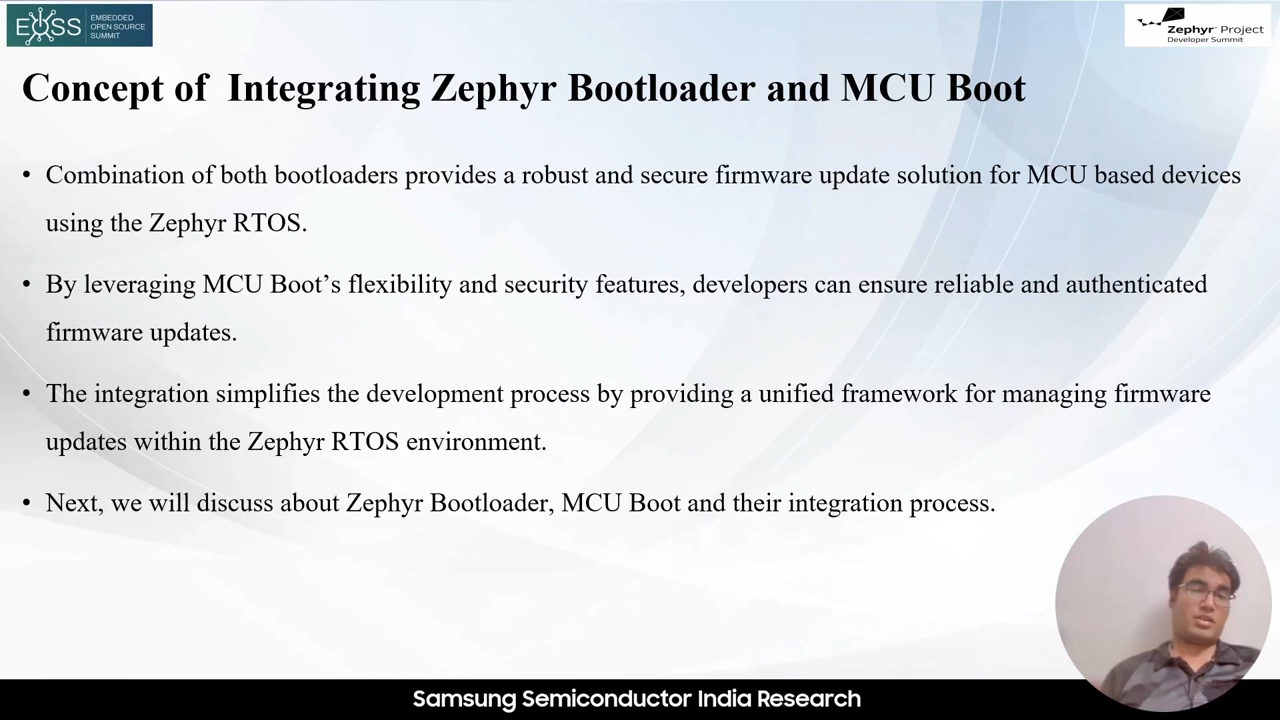 EOSS
EMBEDDED
OPEN SOURCE
SUMMIT
Zephyr® Project
Developer Summit
Concept of Integrating Zephyr Bootloader and MCU Boot
• Combination of both bootloaders provides a robust and secure firmware update solution for MCU based devices
using the Zephyr RTOS.
• By leveraging MCU Boot’s flexibility and security features, developers can ensure reliable and authenticated
firmware updates.
• The integration simplifies the development process by providing a unified framework for managing firmware
updates within the Zephyr RTOS environment.
• Next, we will discuss about Zephyr Bootloader, MCU Boot and their integration process.
Samsung Semiconductor India Research